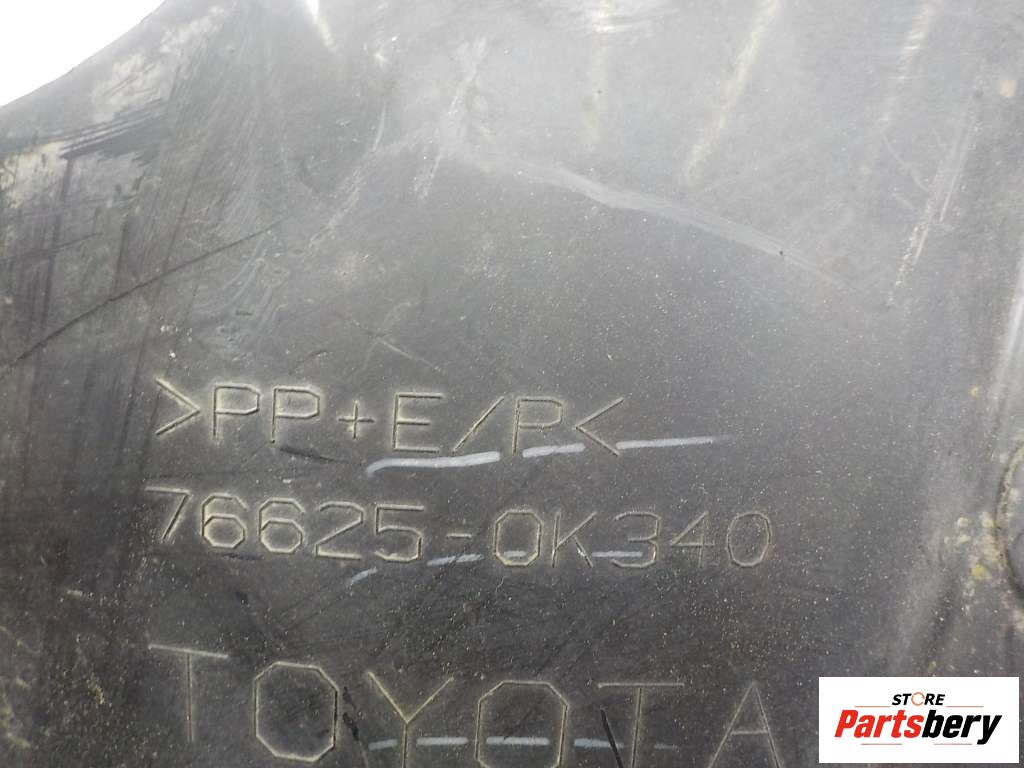 >PP+E/P<
76625-0K340
TOYOTA
STORE
Partsbery